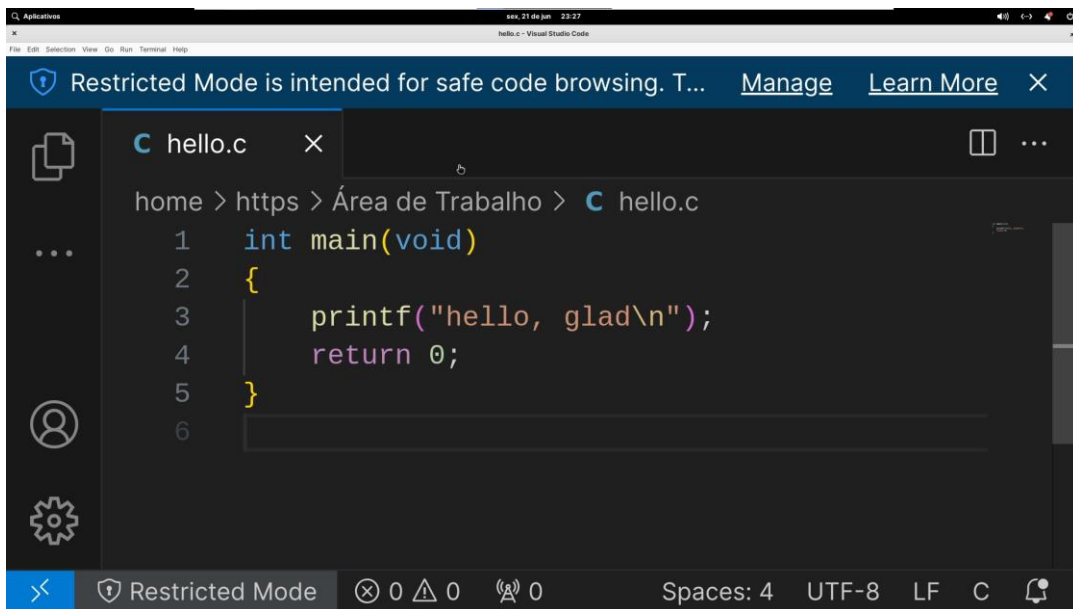 Aplicativos sex, 21 de jun 23:27
hello.c - Visual Studio Code
File Edit Selection View Go Run Terminal Help
Restricted Mode is intended for safe code browsing. T... Manage Learn More
C hello.c
home > https > Área de Trabalho > C hello.c
1 int main(void)
2 {
3 printf("hello, glad\n");
4 return 0;
5 }
6
Restricted Mode 0 0 0 Spaces: 4 UTF-8 LF C